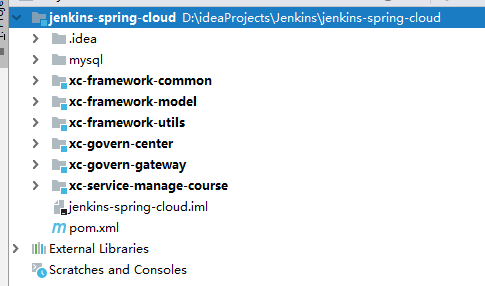 jenkins-spring-cloud D:\ideaProjects\Jenkins\jenkins-spring-cloud
.idea
mysql
xc-framework-common
xc-framework-model
xc-framework-utils
xc-govern-center
xc-govern-gateway
xc-service-manage-course
jenkins-spring-cloud.iml
pom.xml
External Libraries
Scratches and Consoles